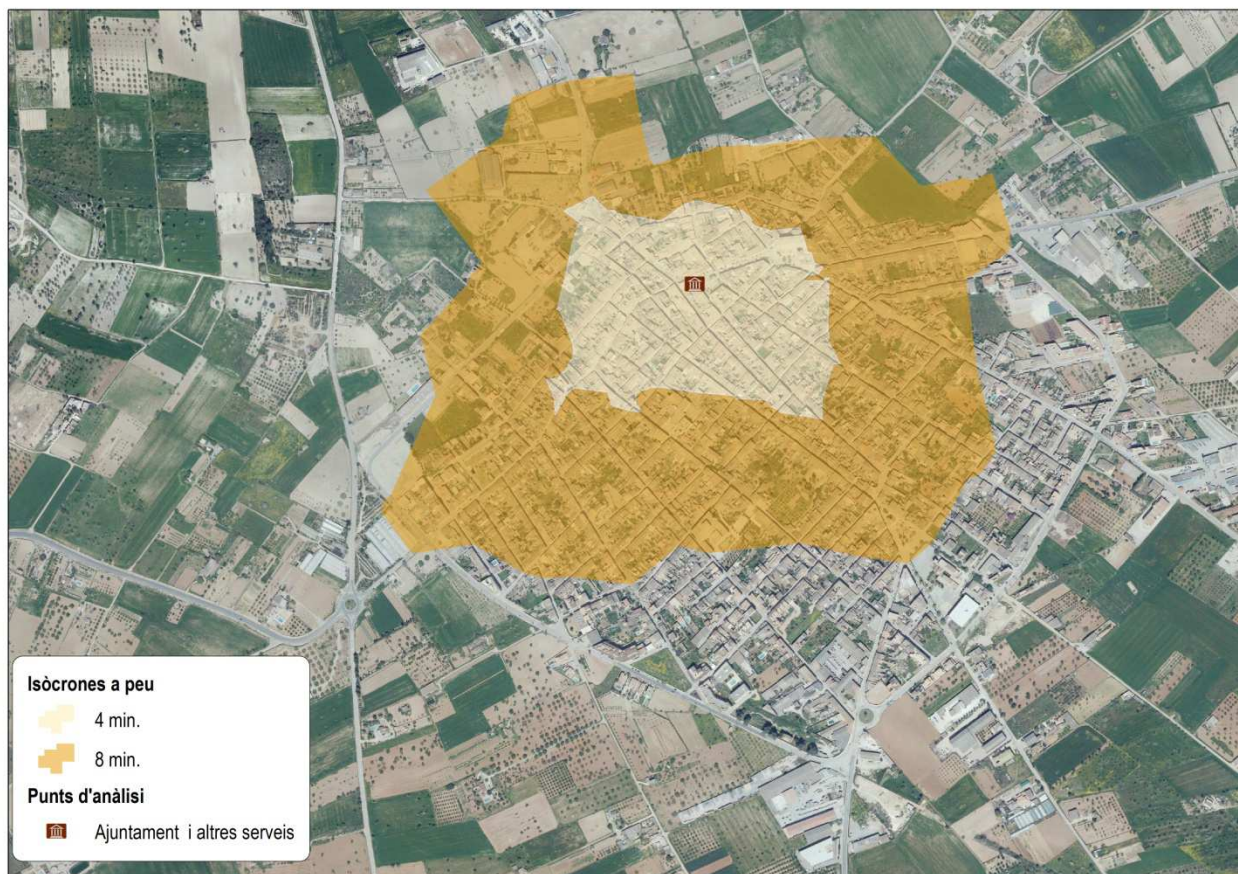 Isòcrones a peu
4 min.
8 min.
Punts d'anàlisi
Ajuntament i altres serveis